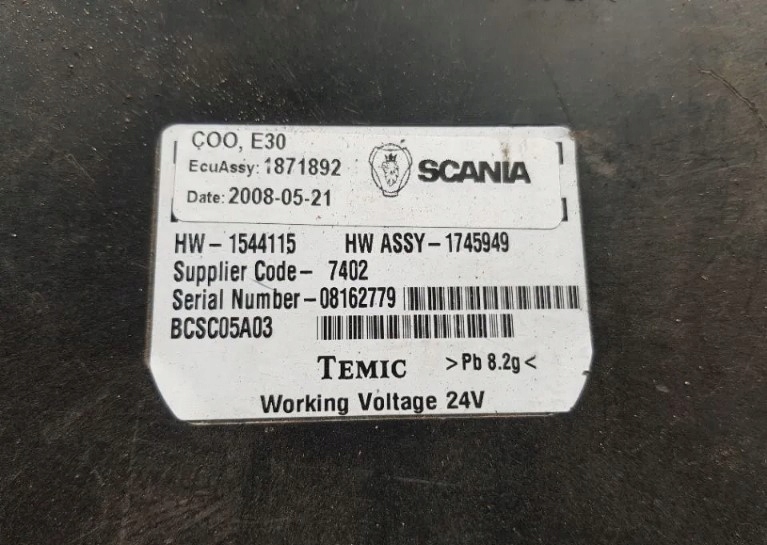 COO, E30
EcuAssy: 1871892
SCANIA
Date: 2008-05-21
HW-1544115 HW ASSY-1745949
Supplier Code- 7402
Serial Number-08162779
BCSC05A03
TEMIC >Pb 8.2g<
Working Voltage 24V